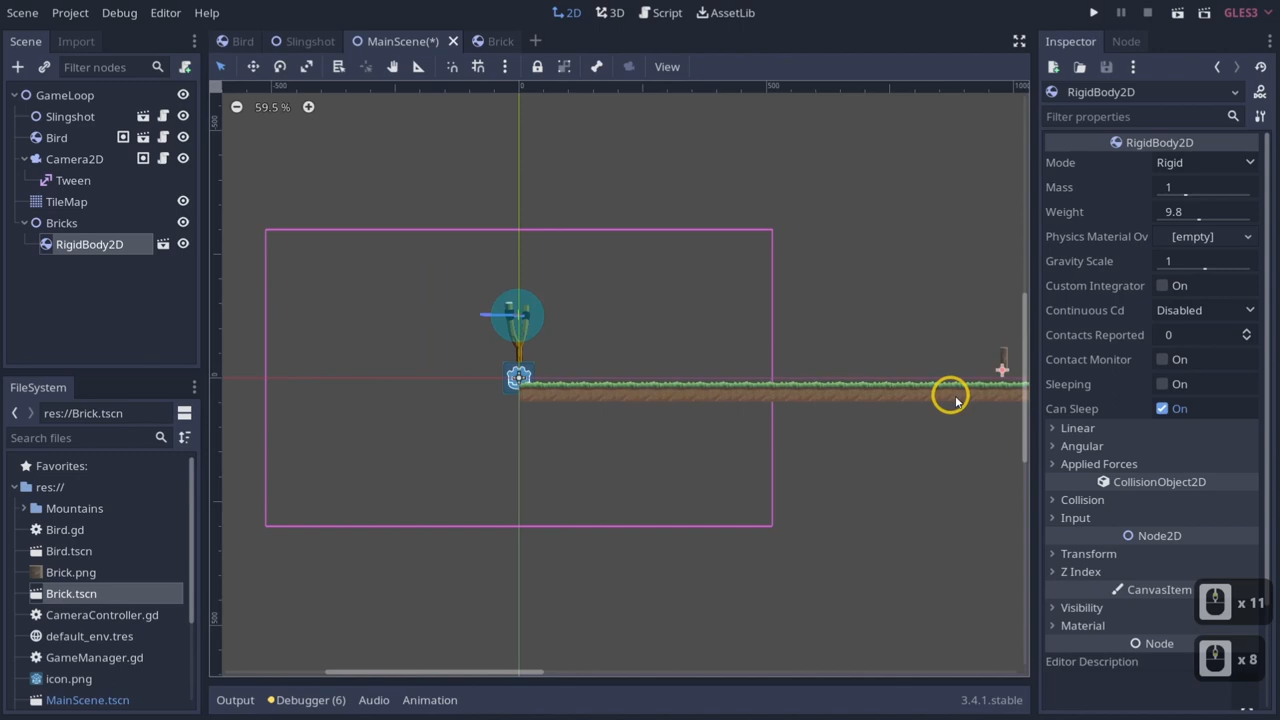 Scene Project Debug Editor Help
2D 3D Script AssetLib
GLES3
Scene Import
Bird Slingshot MainScene(*) Brick
Inspector Node
Filter nodes
View
RigidBody2D
59.5 %
-500 0 500 1000
-500
0
500
GameLoop
Slingshot
Bird
Camera2D
Tween
TileMap
Bricks
RigidBody2D
FileSystem
res://Brick.tscn
Search files
Favorites:
res://
Mountains
Bird.gd
Bird.tscn
Brick.png
Brick.tscn
CameraController.gd
default_env.tres
GameManager.gd
icon.png
MainScene.tscn
Filter properties
RigidBody2D
Mode Rigid
Mass 1
Weight 9.8
Physics Material Ov [empty]
Gravity Scale 1
Custom Integrator On
Continuous Cd Disabled
Contacts Reported 0
Contact Monitor On
Sleeping On
Can Sleep On
Linear
Angular
Applied Forces
CollisionObject2D
Collision
Input
Node2D
Transform
Z Index
CanvasItem
Visibility
Material
Node
Editor Description
x 11
x 8
Output Debugger (6) Audio Animation
3.4.1.stable